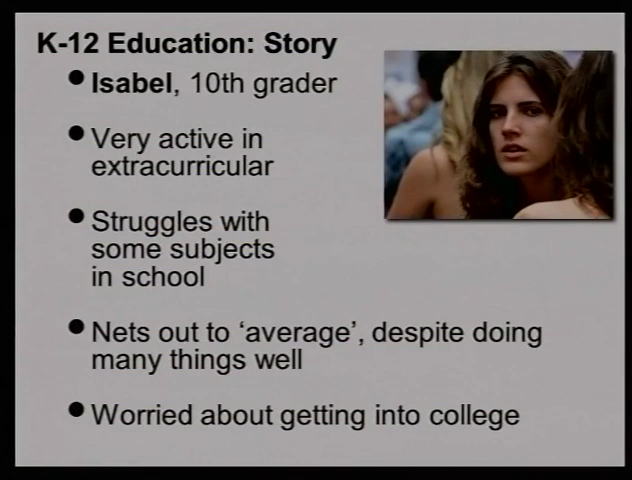 K-12 Education: Story
• Isabel, 10th grader
• Very active in
extracurricular
• Struggles with
some subjects
in school
• Nets out to ‘average’, despite doing
many things well
• Worried about getting into college